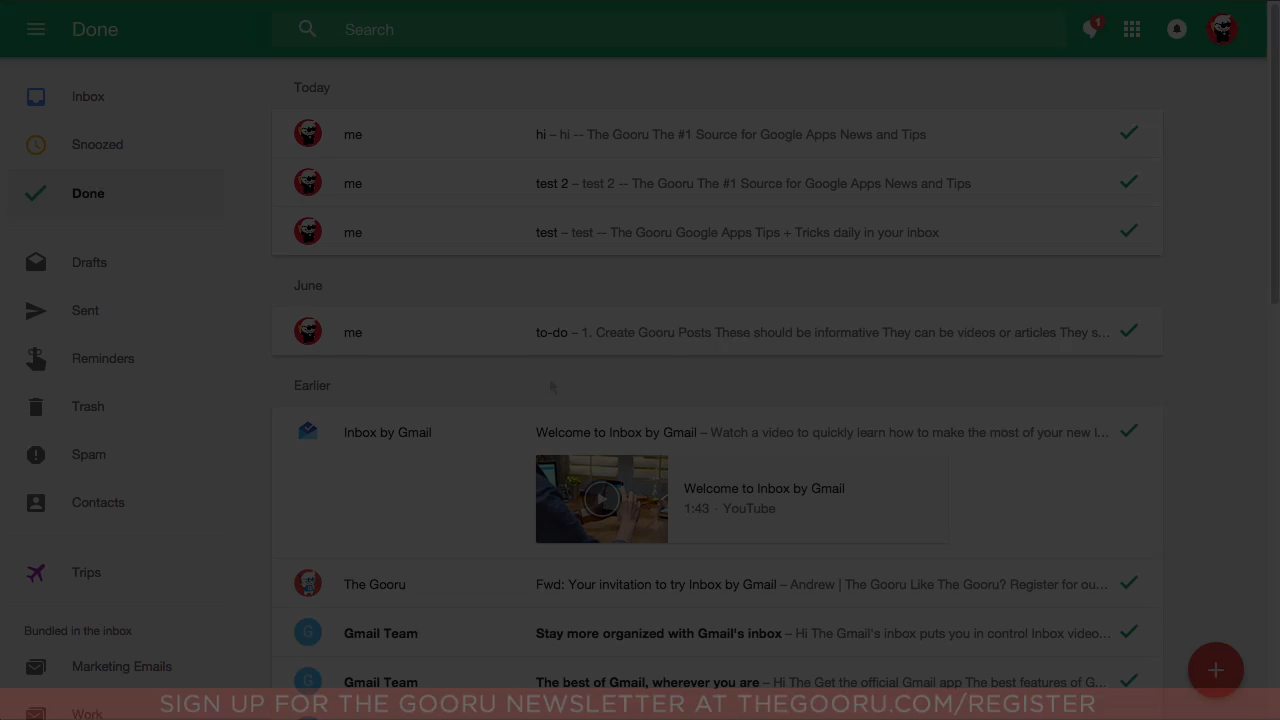 Done
Search
1
Inbox
Snoozed
Done
Drafts
Sent
Reminders
Trash
Spam
Contacts
Trips
Bundled in the inbox
Marketing Emails
Work
Today
me hi – hi -- The Gooru The #1 Source for Google Apps News and Tips
me test 2 – test 2 -- The Gooru The #1 Source for Google Apps News and Tips
me test – test -- The Gooru Google Apps Tips + Tricks daily in your inbox
June
me to-do – 1. Create Gooru Posts These should be informative They can be videos or articles They s...
Earlier
Inbox by Gmail Welcome to Inbox by Gmail – Watch a video to quickly learn how to make the most of your new I...
Welcome to Inbox by Gmail
1:43 · YouTube
The Gooru Fwd: Your invitation to try Inbox by Gmail – Andrew | The Gooru Like The Gooru? Register for ou...
G Gmail Team Stay more organized with Gmail's inbox – Hi The Gmail's inbox puts you in control Inbox video...
G Gmail Team The best of Gmail, wherever you are – Hi The Get the official Gmail app The best features of G...
SIGN UP FOR THE GOORU NEWSLETTER AT THEGOORU.COM/REGISTER